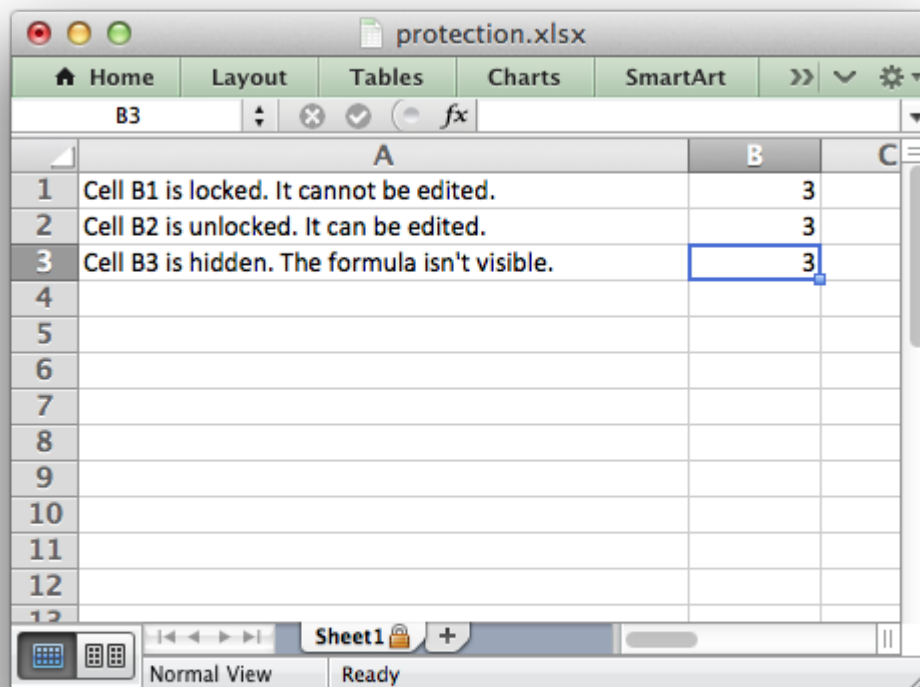 protection.xlsx
Home Layout Tables Charts SmartArt
B3 fx
A B C
1 Cell B1 is locked. It cannot be edited. 3
2 Cell B2 is unlocked. It can be edited. 3
3 Cell B3 is hidden. The formula isn't visible. 3
4
5
6
7
8
9
10
11
12
13
Sheet1 +
Normal View Ready